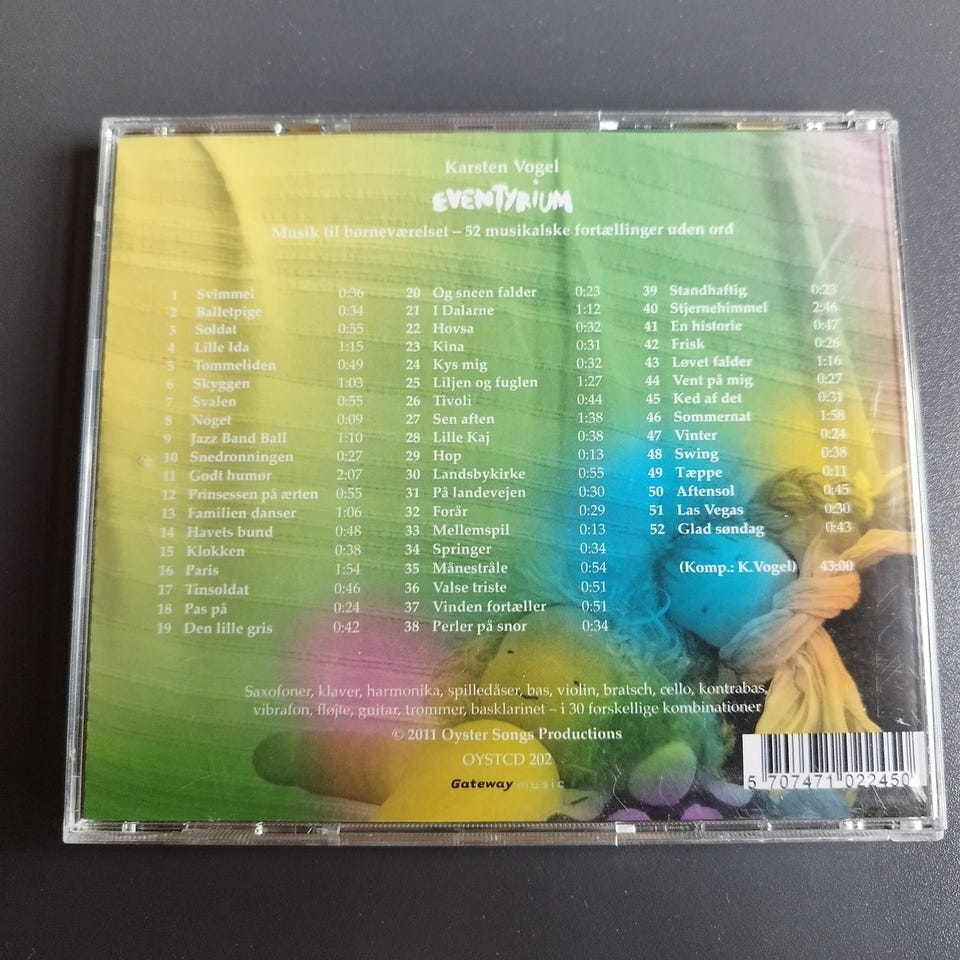 Karsten Vogel
EVENTYRIUM
Musik til børneværelset – 52 musikalske fortællinger uden ord
1 Svimmel 0:36
2 Balletpige 0:34
3 Soldat 0:55
4 Lille Ida 1:15
5 Tommeliden 0:49
6 Skyggen 1:03
7 Svalen 0:55
8 Noget 0:09
9 Jazz Band Ball 1:10
10 Snedronningen 0:27
11 Godt humør 2:07
12 Prinsessen på ærten 0:55
13 Familien danser 1:06
14 Havets bund 0:48
15 Klokken 0:38
16 Paris 1:54
17 Tinsoldat 0:46
18 Pas på 0:24
19 Den lille gris 0:42
20 Og sneen falder 0:23
21 I Dalarne 1:12
22 Hovsa 0:32
23 Kina 0:31
24 Kys mig 0:32
25 Liljen og fuglen 1:27
26 Tivoli 0:44
27 Sen aften 1:38
28 Lille Kaj 0:38
29 Hop 0:13
30 Landsbykirke 0:55
31 På landevejen 0:30
32 Forår 0:29
33 Mellemspil 0:13
34 Springer 0:34
35 Månestråle 0:54
36 Valse triste 0:51
37 Vinden fortæller 0:51
38 Perler på snor 0:34
39 Standhaftig 0:23
40 Stjernehimmel 2:46
41 En historie 0:47
42 Frisk 0:26
43 Løvet falder 1:16
44 Vent på mig 0:27
45 Ked af det 0:31
46 Sommernat 1:58
47 Vinter 0:24
48 Swing 0:38
49 Tæppe 0:11
50 Aftensol 0:45
51 Las Vegas 0:30
52 Glad søndag 0:43
(Komp.: K.Vogel) 43:00
Saxofoner, klaver, harmonika, spilledåser, bas, violin, bratsch, cello, kontrabas,
vibrafon, fløjte, guitar, trommer, basklarinet – i 30 forskellige kombinationer
© 2011 Oyster Songs Productions
OYSTCD 202
Gateway music
5 707471 022450